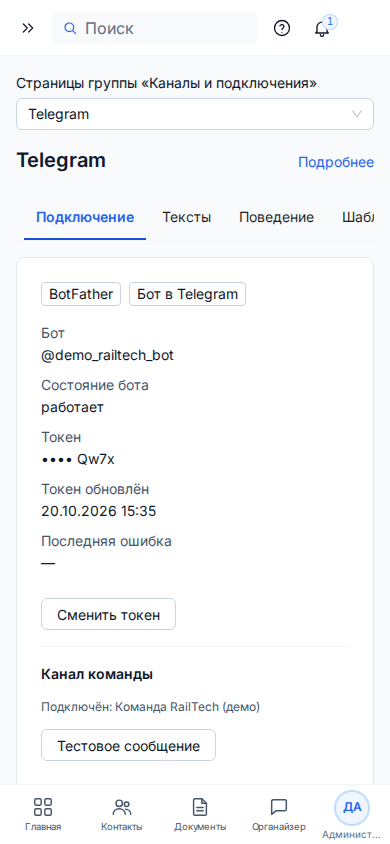 Поиск
1
Страницы группы «Каналы и подключения»
Telegram
Telegram
Подробнее
Подключение
Тексты
Поведение
BotFather
Бот в Telegram
Бот
@demo_railtech_bot
Состояние бота
работает
Токен
•••• Qw7x
Токен обновлён
20.10.2026 15:35
Последняя ошибка
—
Сменить токен
Канал команды
Подключён: Команда RailTech (демо)
Тестовое сообщение
Главная
Контакты
Документы
Органайзер
ДА
Админист...